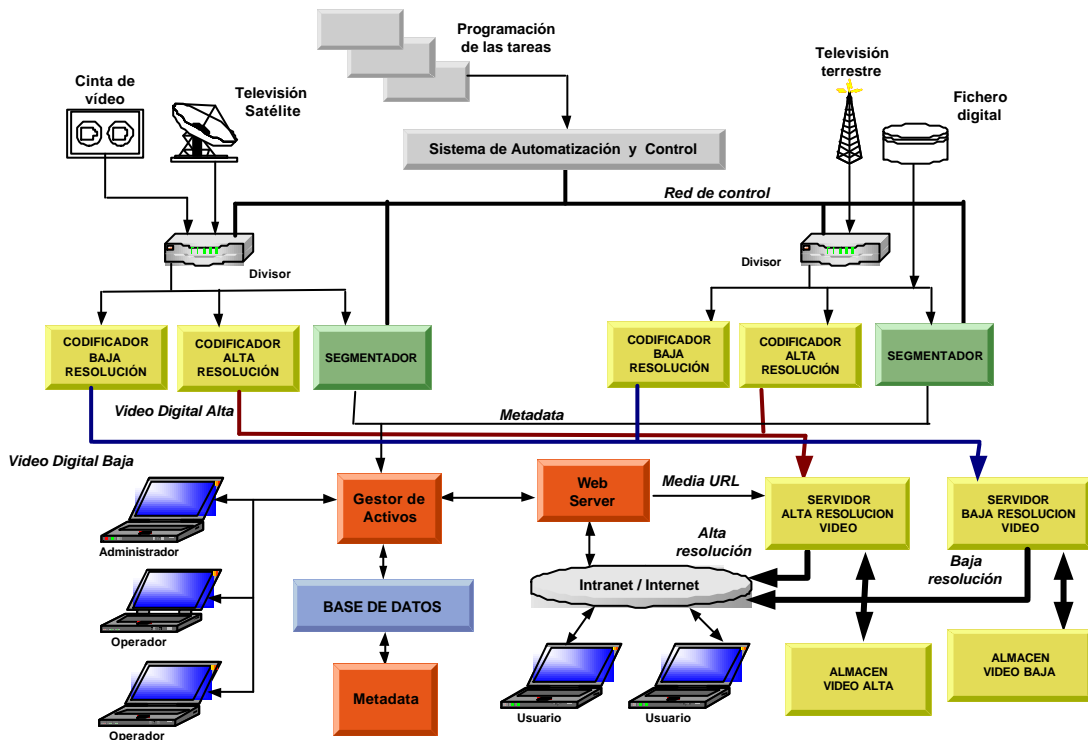 Programación
de las tareas
Televisión
terrestre
Cinta de
vídeo
Televisión
Satélite
Fichero
digital
Sistema de Automatización y Control
Red de control
Divisor
Divisor
CODIFICADOR
BAJA
RESOLUCIÓN
CODIFICADOR
ALTA
RESOLUCIÓN
SEGMENTADOR
CODIFICADOR
BAJA
RESOLUCIÓN
CODIFICADOR
ALTA
RESOLUCIÓN
SEGMENTADOR
Video Digital Alta
Metadata
Video Digital Baja
Gestor de
Activos
Web
Server
Media URL
SERVIDOR
ALTA RESOLUCION
VIDEO
SERVIDOR
BAJA RESOLUCION
VIDEO
Administrador
Alta
resolución
Baja
resolución
Intranet / Internet
BASE DE DATOS
Operador
Metadata
ALMACEN
VIDEO ALTA
ALMACEN
VIDEO BAJA
Usuario
Usuario
Operador